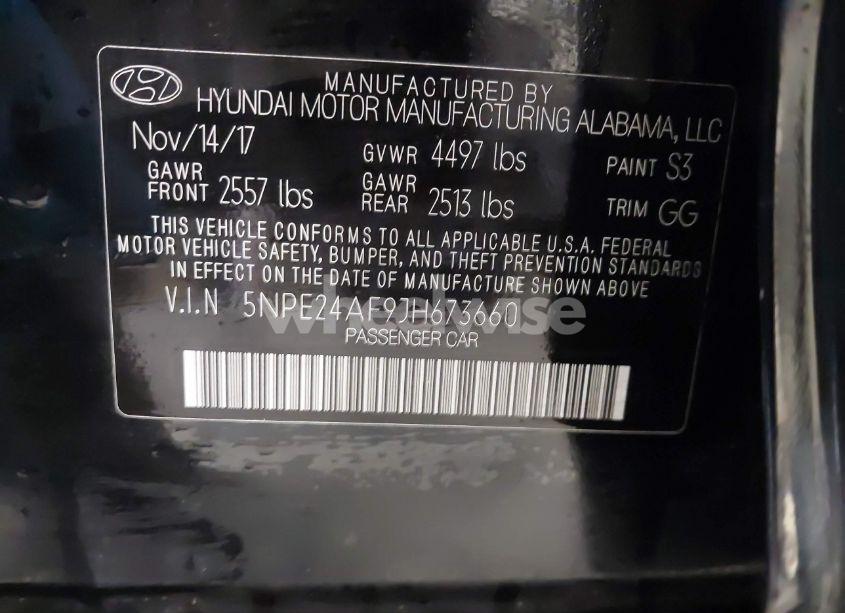 MANUFACTURED BY
HYUNDAI MOTOR MANUFACTURING ALABAMA, LLC
Nov/14/17 GVWR 4497 lbs PAINT S3
GAWR FRONT 2557 lbs GAWR REAR 2513 lbs TRIM GG
THIS VEHICLE CONFORMS TO ALL APPLICABLE U.S.A. FEDERAL
MOTOR VEHICLE SAFETY, BUMPER, AND THEFT PREVENTION STANDARDS
IN EFFECT ON THE DATE OF MANUFACTURE SHOWN ABOVE
V.I.N 5NPE24AF9JH673660
PASSENGER CAR
wheelwise